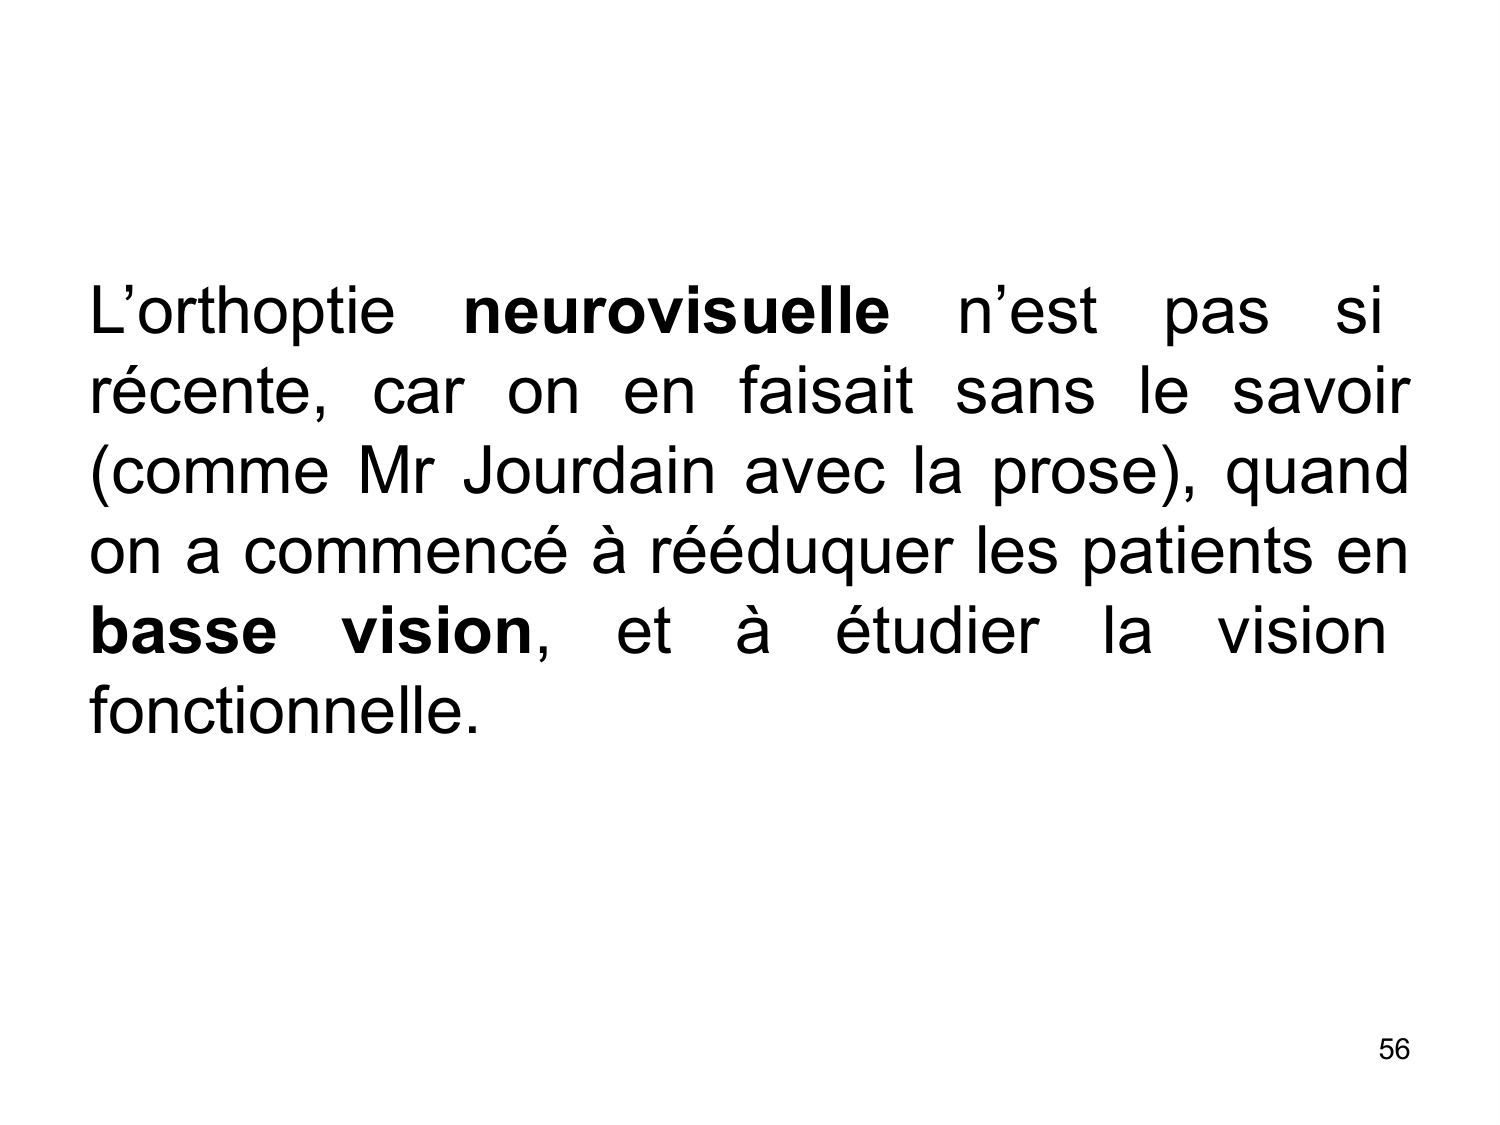 L’orthoptie neurovisuelle n’est pas si
récente, car on en faisait sans le savoir
(comme Mr Jourdain avec la prose), quand
on a commencé à rééduquer les patients en
basse vision, et à étudier la vision
fonctionnelle.
56